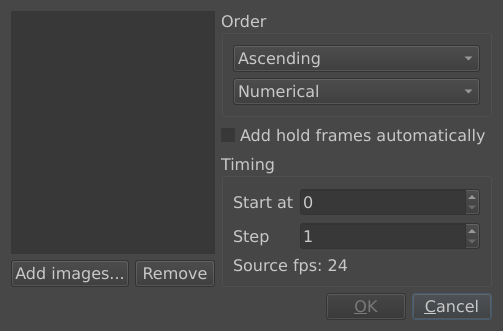 Order
Ascending
Numerical
Add hold frames automatically
Timing
Start at 0
Step 1
Source fps: 24
Add images... Remove
OK Cancel